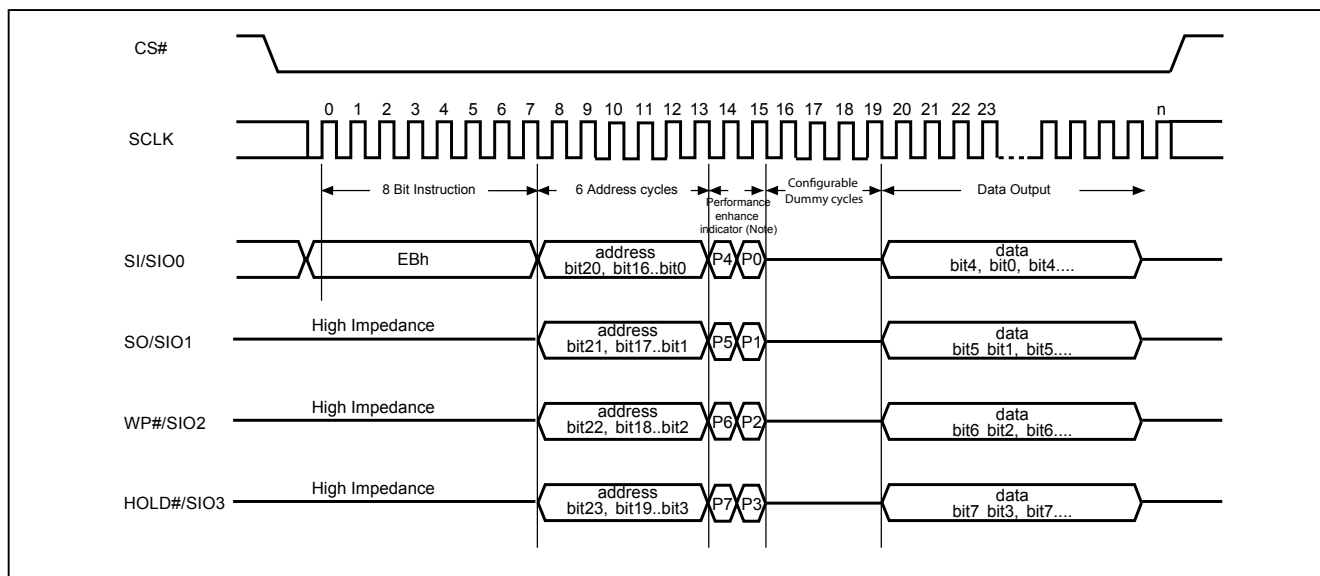 CS#
0 1 2 3 4 5 6 7 8 9 10 11 12 13 14 15 16 17 18 19 20 21 22 23 n
SCLK
8 Bit Instruction
6 Address cycles
Performance
enhance
indicator (Note)
Configurable
Dummy cycles
Data Output
SI/SIO0
EBh
address
bit20, bit16..bit0
P4 P0
data
bit4, bit0, bit4....
SO/SIO1
High Impedance
address
bit21, bit17..bit1
P5 P1
data
bit5 bit1, bit5....
WP#/SIO2
High Impedance
address
bit22, bit18..bit2
P6 P2
data
bit6 bit2, bit6....
HOLD#/SIO3
High Impedance
address
bit23, bit19..bit3
P7 P3
data
bit7 bit3, bit7....